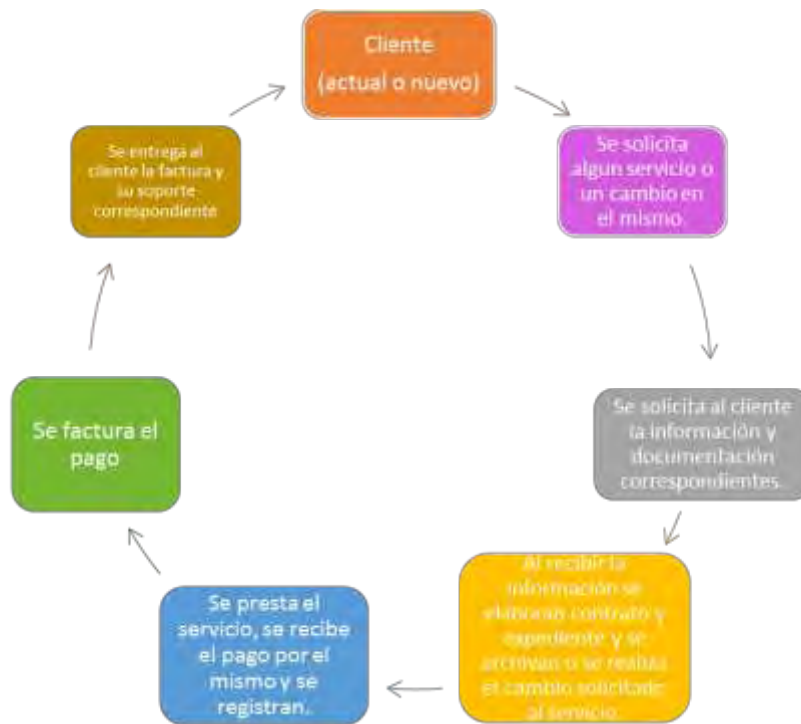 Cliente
(actual o nuevo)
Se solicita
algun servicio o
un cambio en
el mismo.
Se solicita al cliente
la información y
documentación
correspondientes.
Al recibir la
información se
elaboran contrato y
expediente y se
archivan o se realiza
el cambio solicitado
al servicio.
Se presta el
servicio, se recibe
el pago por el
mismo y se
registran.
Se factura el
pago
Se entrega al
cliente la factura y
su soporte
correspondiente